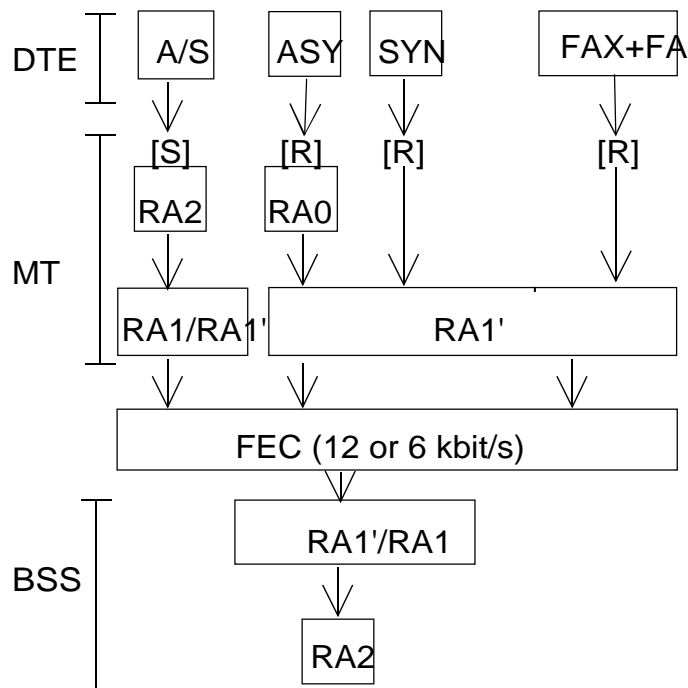 DTE A/S ASY SYN FAX+FA
[S] [R] [R] [R]
RA2 RA0
MT
RA1/RA1' RA1'
FEC (12 or 6 kbit/s)
RA1'/RA1
BSS
RA2